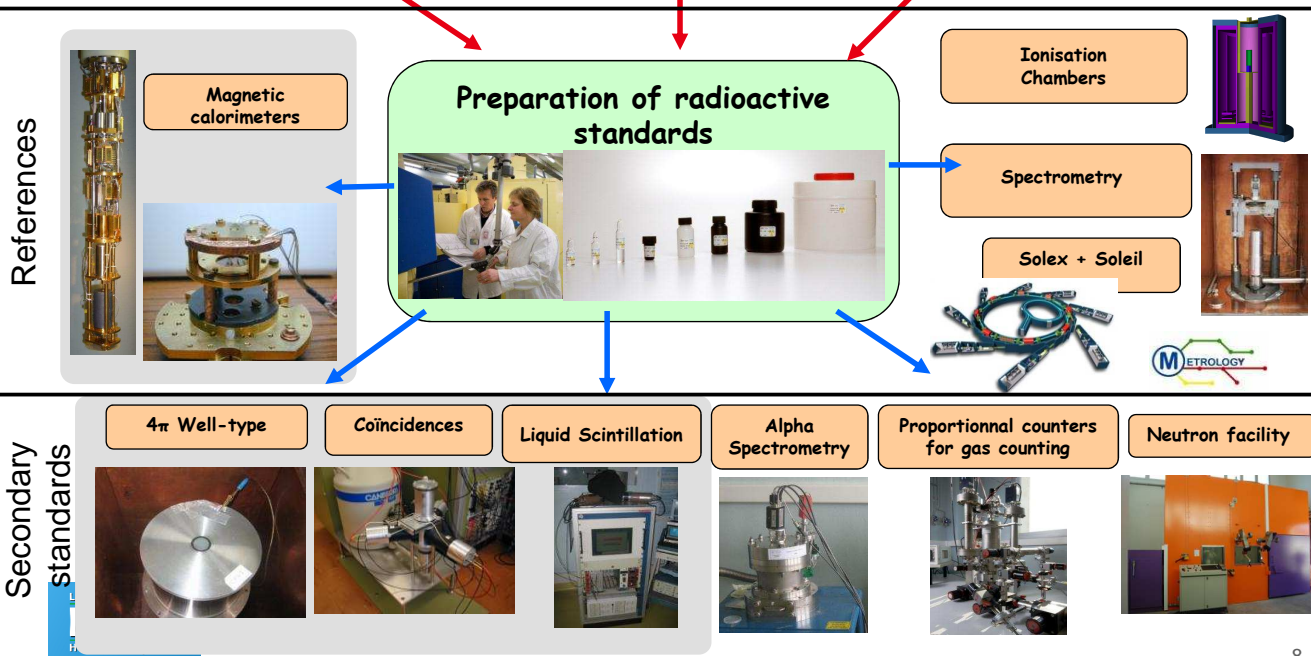 References
Magnetic
calorimeters
Preparation of radioactive
standards
Ionisation
Chambers
Spectrometry
Solex + Soleil
METROLOGY
Secondary
standards
4π Well-type
Coïncidences
Liquid Scintillation
Alpha
Spectrometry
Proportionnal counters
for gas counting
Neutron facility
8